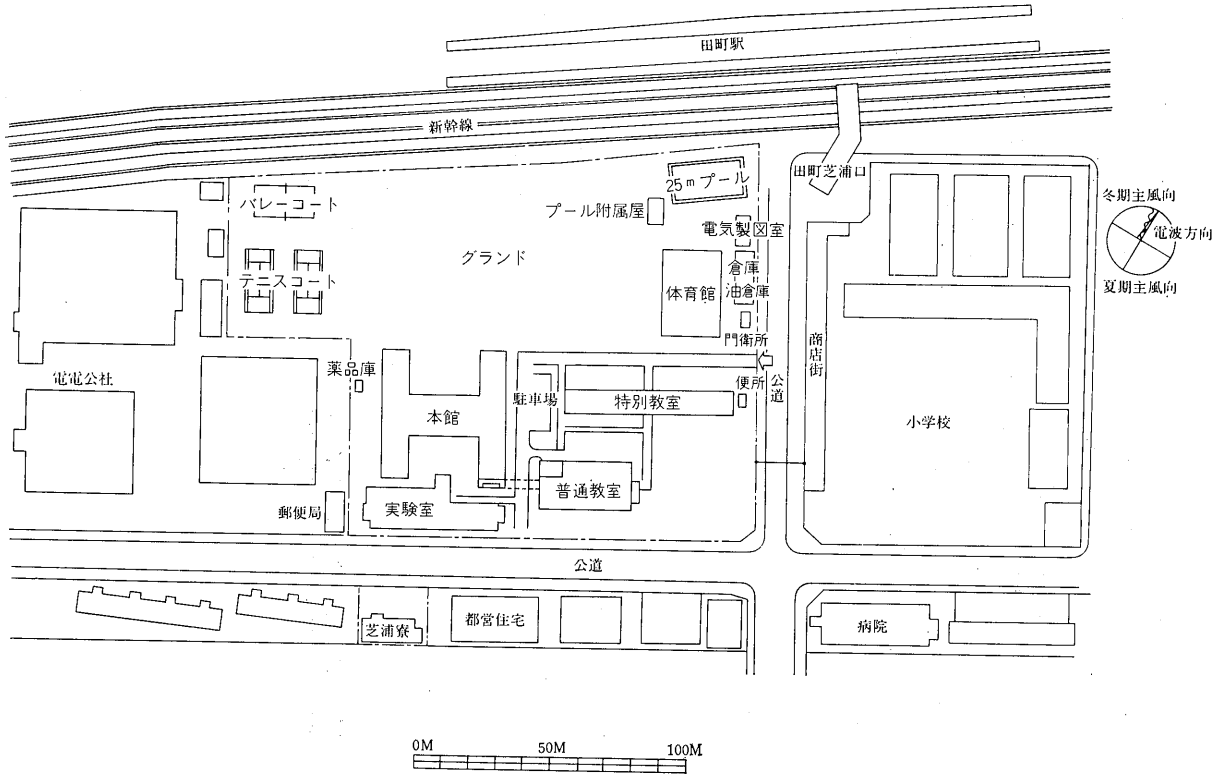 田町駅
新幹線
田町芝浦口
25mプール
バレーコート
プール附属屋
電気製図室
冬期主風向
電波方向
夏期主風向
グランド
テニスコート
体育館
倉庫
油倉庫
門衛所
商店街
薬品庫
電電公社
便所
公道
駐車場
特別教室
本館
小学校
普通教室
実験室
郵便局
公道
芝浦寮
都営住宅
病院
0M 50M 100M